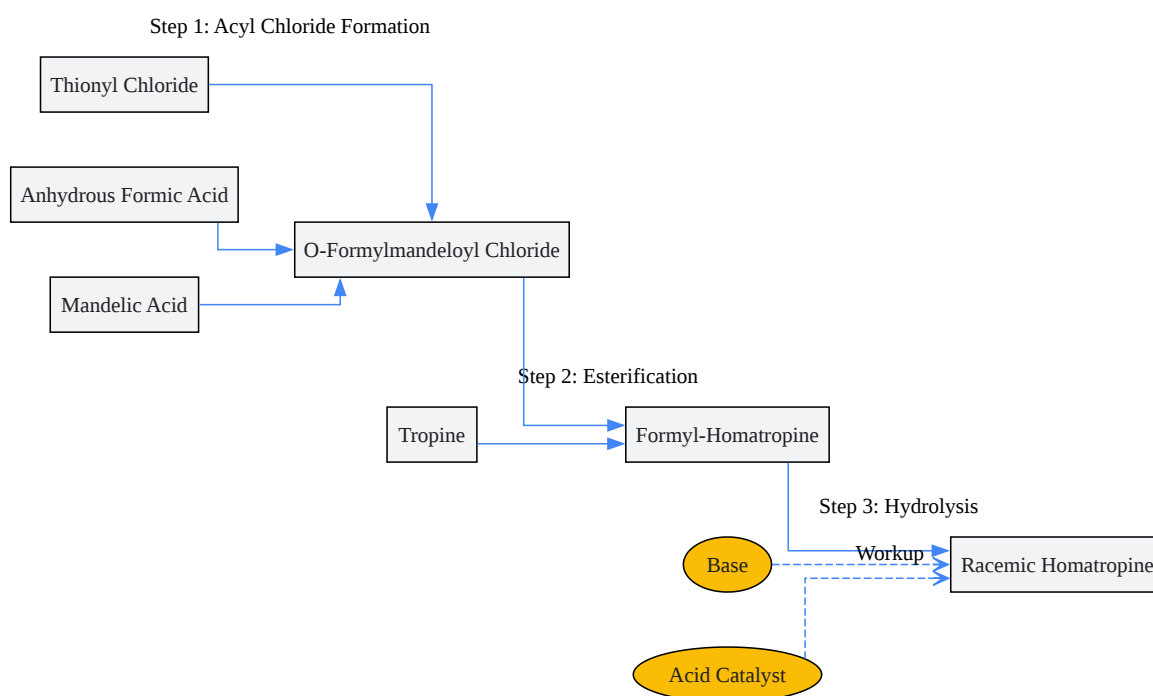 Step 1: Acyl Chloride Formation
Thionyl Chloride
Anhydrous Formic Acid
O-Formylmandeloyl Chloride
Mandelic Acid
Step 2: Esterification
Tropine
Formyl-Homatropine
Step 3: Hydrolysis
Workup
Base
Racemic Homatropine
Acid Catalyst